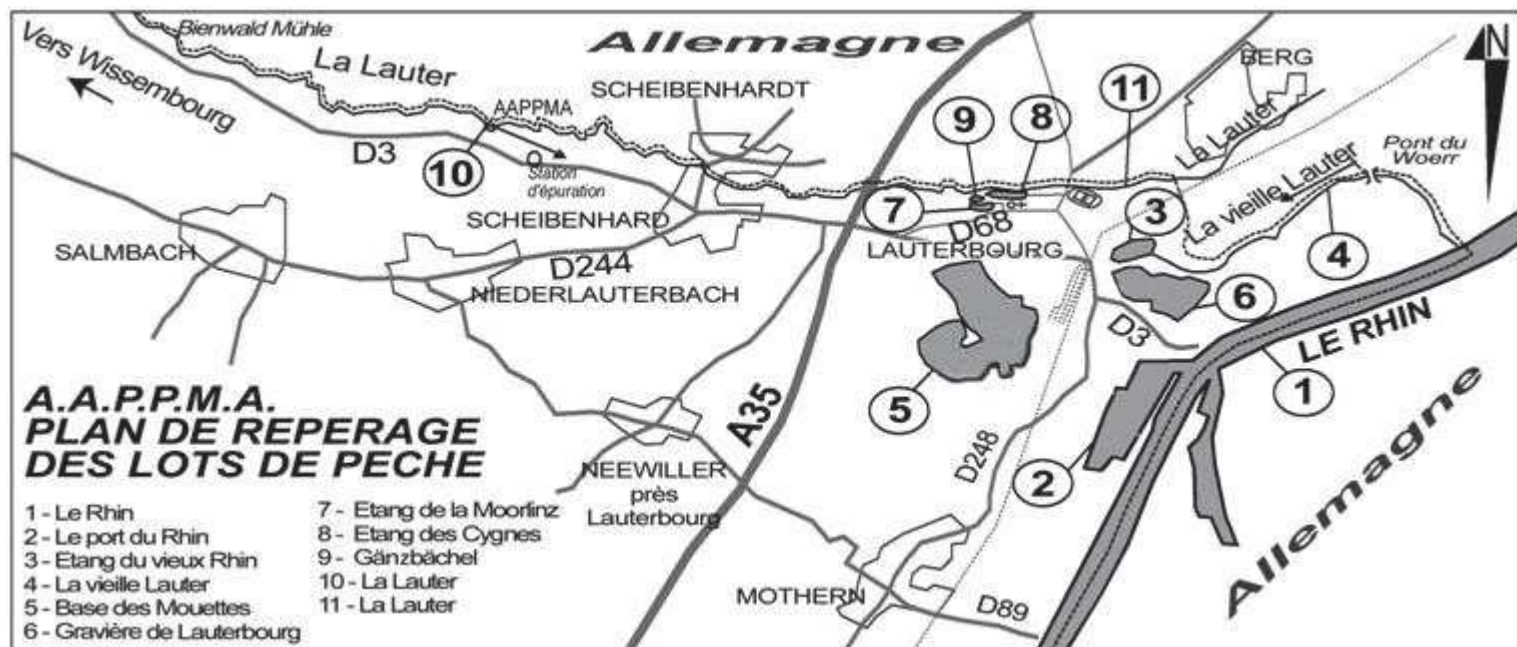 Bienwald Mühle
Vers Wissembourg
La Lauter
Allemagne
N
BERG
SCHEIBENHARDT
AAPPMA
9
8
11
La Lauter
Pont du
Woerr
D3
10
Station
d'épuration
La vieille Lauter
SCHEIBENHARD
7
D68
3
4
SALMBACH
LAUTERBOURG
D244
NIEDERLAUTERBACH
6
D3
LE RHIN
1
5
A35
A.A.P.P.M.A.
PLAN DE REPERAGE
DES LOTS DE PECHE
NEEWILLER
près
Lauterbourg
D248
2
Allemagne
MOTHERN
D89
1 - Le Rhin
2 - Le port du Rhin
3 - Etang du vieux Rhin
4 - La vieille Lauter
5 - Base des Mouettes
6 - Gravière de Lauterbourg
7 - Etang de la Moorlinz
8 - Etang des Cygnes
9 - Gänzbächel
10 - La Lauter
11 - La Lauter